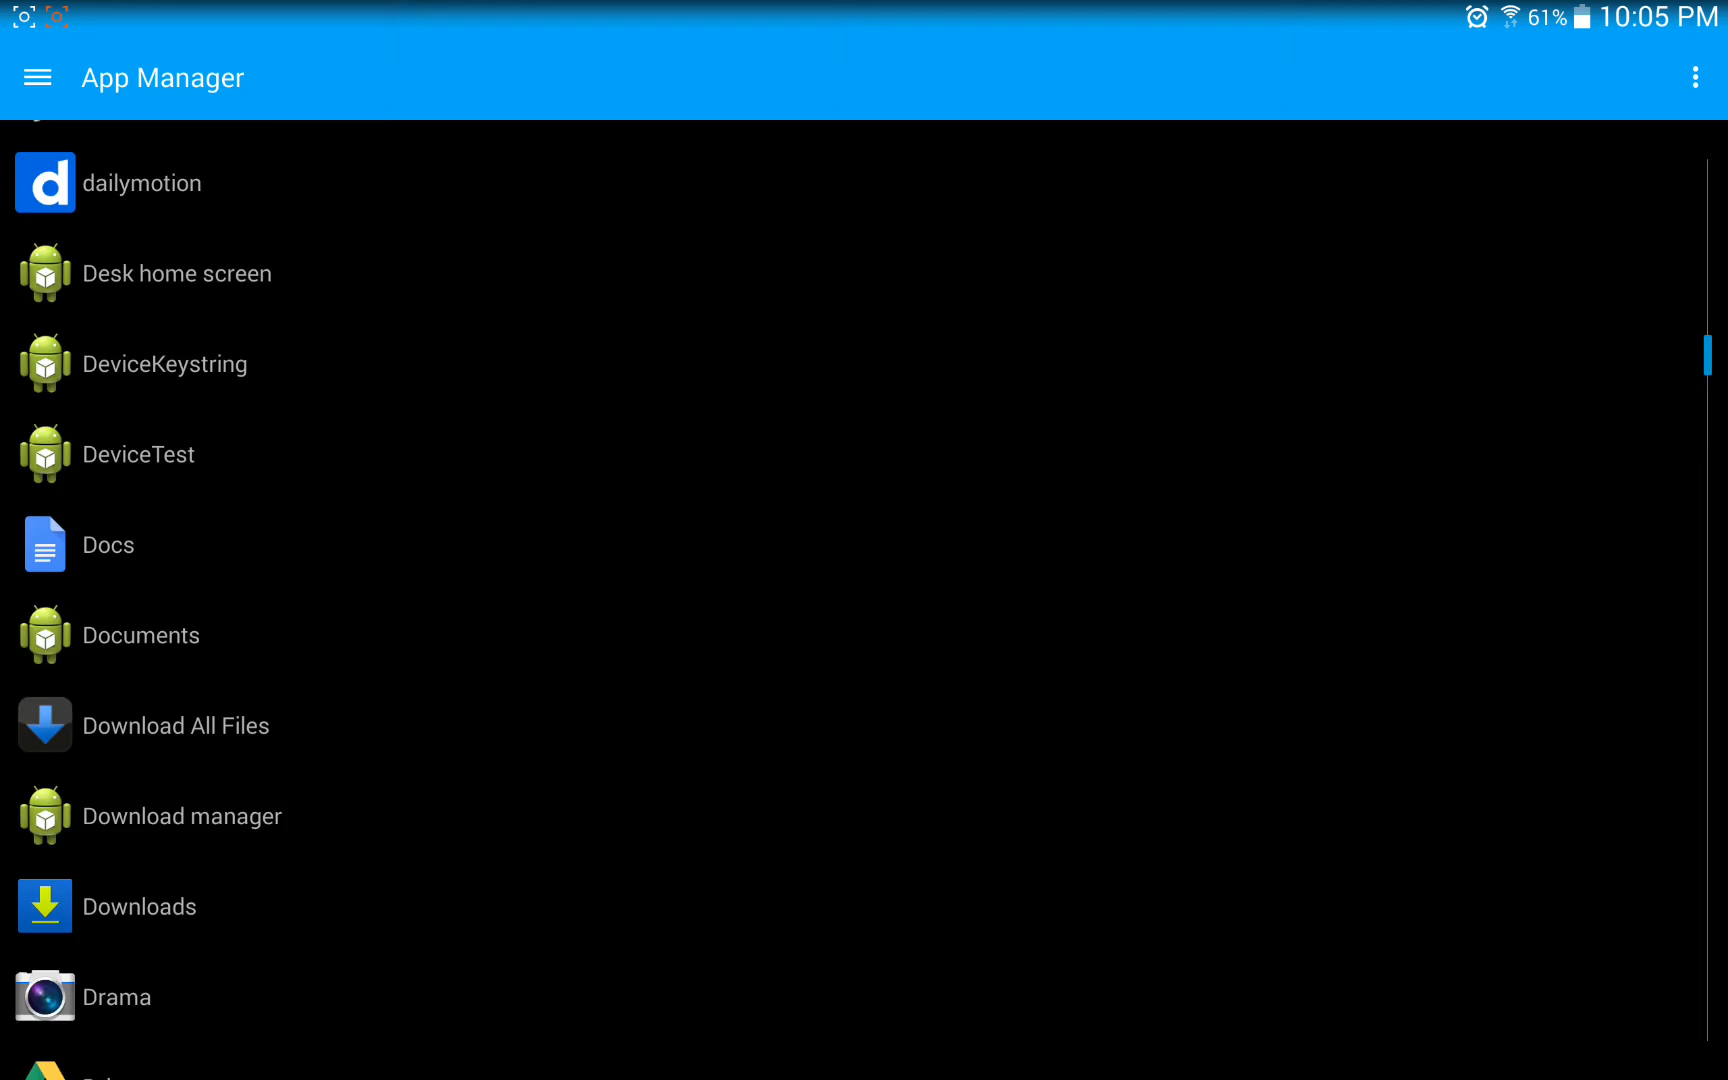 61% 10:05 PM
App Manager
dailymotion
Desk home screen
DeviceKeystring
DeviceTest
Docs
Documents
Download All Files
Download manager
Downloads
Drama